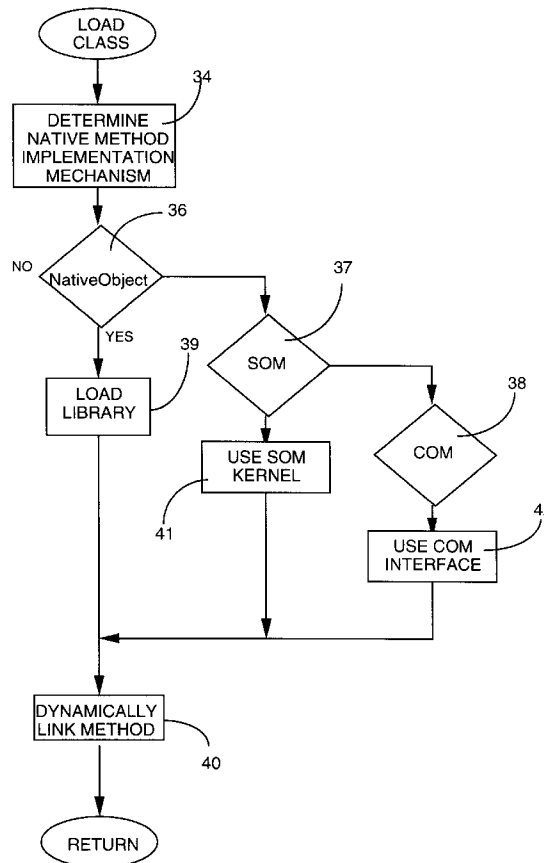 LOAD
CLASS
34
DETERMINE
NATIVE METHOD
IMPLEMENTATION
MECHANISM
36
NO
NativeObject
YES
37
SOM
39
LOAD
LIBRARY
38
COM
USE SOM
KERNEL
41
4
USE COM
INTERFACE
DYNAMICALLY
LINK METHOD
40
RETURN